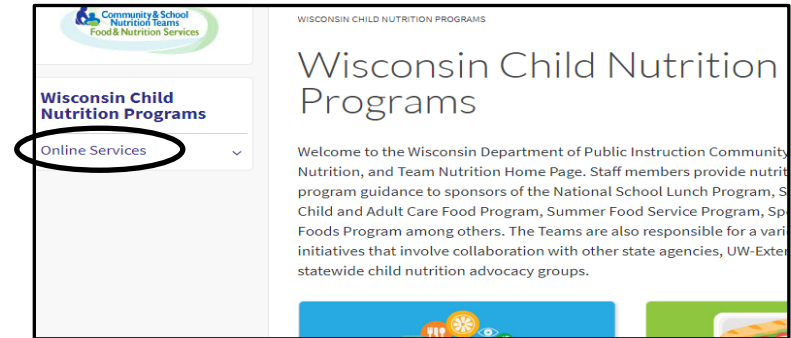 Community & School
Nutrition Teams
Food & Nutrition Services
Wisconsin Child
Nutrition Programs
Online Services
WISCONSIN CHILD NUTRITION PROGRAMS
Wisconsin Child Nutrition
Programs
Welcome to the Wisconsin Department of Public Instruction Community
Nutrition, and Team Nutrition Home Page. Staff members provide nutrit
program guidance to sponsors of the National School Lunch Program, S
Child and Adult Care Food Program, Summer Food Service Program, Spe
Foods Program among others. The Teams are also responsible for a vari
initiatives that involve collaboration with other state agencies, UW-Exter
statewide child nutrition advocacy groups.